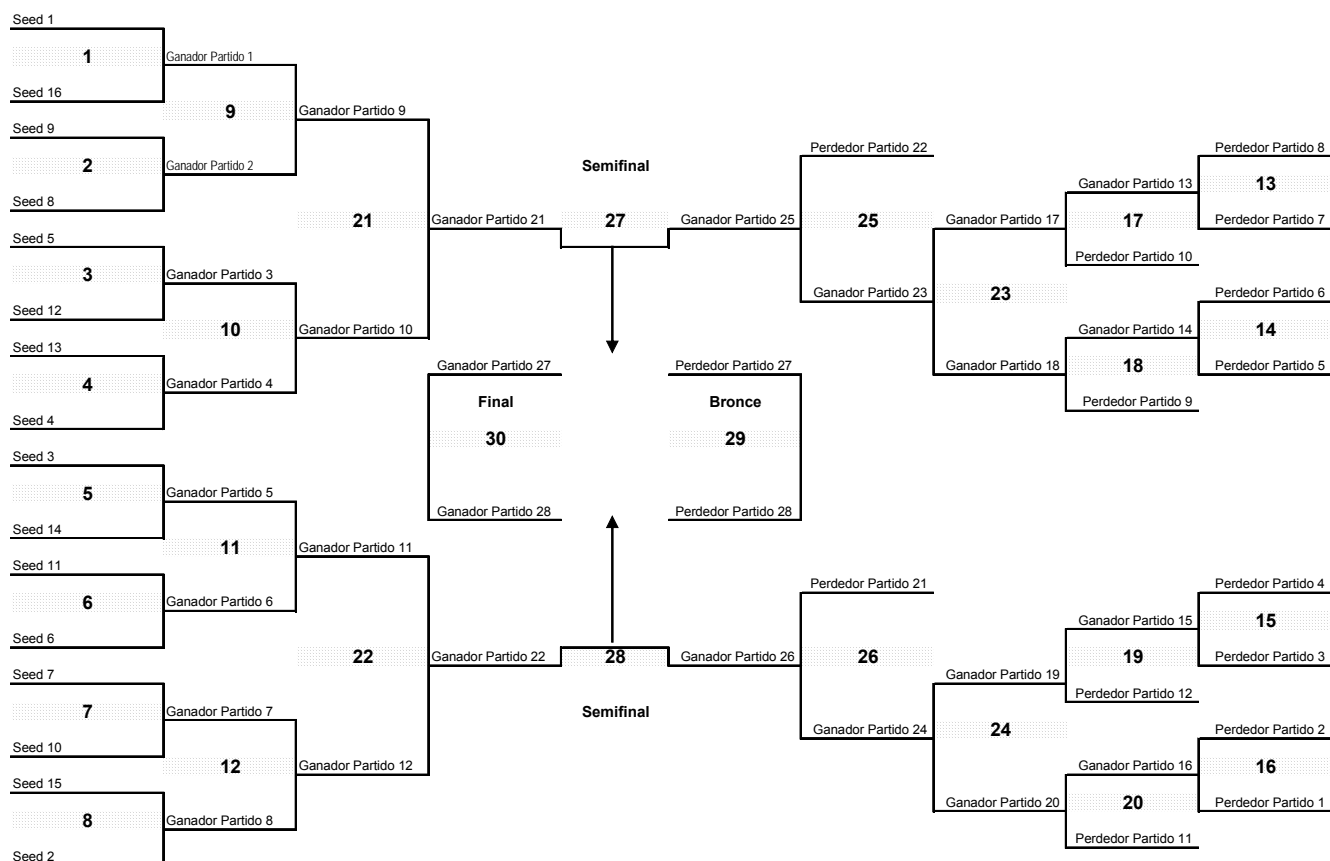 Seed 1
1
Ganador Partido 1
Seed 16
9
Ganador Partido 9
Seed 9
2
Ganador Partido 2
Seed 8
21
Ganador Partido 21
Seed 5
3
Ganador Partido 3
Seed 12
10
Ganador Partido 10
Seed 13
4
Ganador Partido 4
Seed 4
Seed 3
5
Ganador Partido 5
Seed 14
11
Ganador Partido 11
Seed 11
6
Ganador Partido 6
Seed 6
22
Ganador Partido 22
Seed 7
7
Ganador Partido 7
Seed 10
12
Ganador Partido 12
Seed 15
8
Ganador Partido 8
Seed 2
Semifinal
27
Ganador Partido 27
Final
30
Ganador Partido 28
Perdedor Partido 27
Bronce
29
Perdedor Partido 28
28
Semifinal
Perdedor Partido 22
Ganador Partido 25
25
Ganador Partido 23
Ganador Partido 17
23
Ganador Partido 18
Perdedor Partido 8
Ganador Partido 13
13
17
Perdedor Partido 7
Perdedor Partido 10
Perdedor Partido 6
Ganador Partido 14
14
18
Perdedor Partido 5
Perdedor Partido 9
Perdedor Partido 21
Ganador Partido 26
26
Ganador Partido 24
Ganador Partido 19
24
Ganador Partido 20
Perdedor Partido 4
Ganador Partido 15
15
19
Perdedor Partido 3
Perdedor Partido 12
Perdedor Partido 2
Ganador Partido 16
16
20
Perdedor Partido 1
Perdedor Partido 11